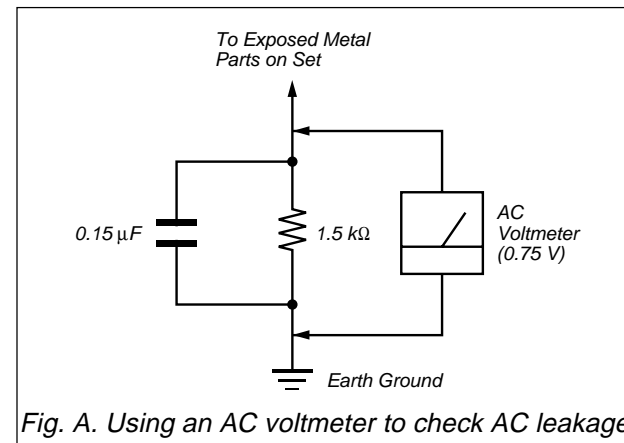 To Exposed Metal
Parts on Set
0.15 μF
1.5 kΩ
AC
Voltmeter
(0.75 V)
Earth Ground
Fig. A. Using an AC voltmeter to check AC leakage